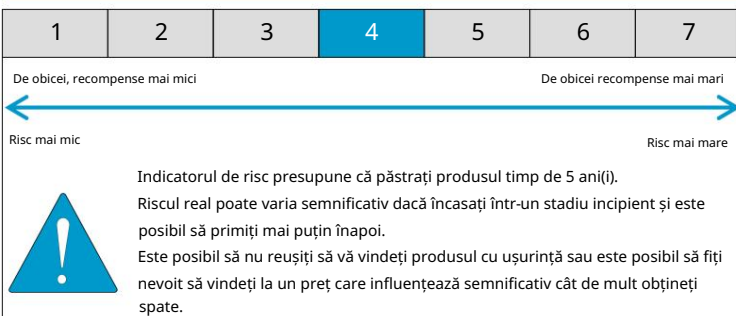 1 2 3 4 5 6 7
De obicei, recompense mai mici De obicei recompense mai mari
Risc mai mic Risc mai mare
Indicatorul de risc presupune că păstrați produsul timp de 5 ani(i).
Riscul real poate varia semnificativ dacă încasați într-un stadiu incipient și este
posibil să primiți mai puțin înapoi.
Este posibil să nu reușiți să vă vindeți produsul cu ușurință sau este posibil să fiți
nevoit să vindeți la un preț care influențează semnificativ cât de mult obțineți
spate.